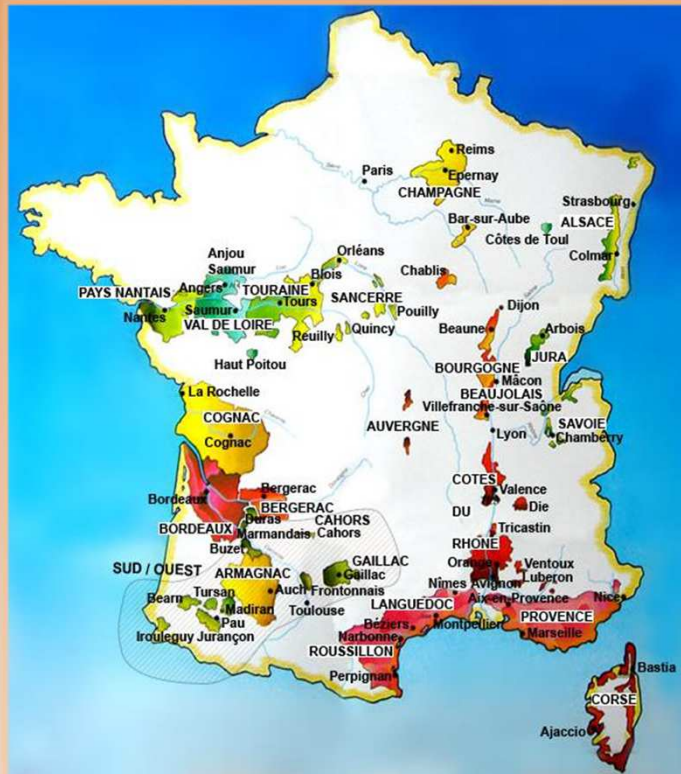 Reims
Paris
Epernay
CHAMPAGNE
Strasbourg
Bar-sur-Aube
ALSACE
Côtes de Toul
Orléans
Anjou
Saumur
Colmar
Chablis
Blois
PAYS NANTAIS
Angers
TOURAINE
SANCERRE
Tours
Dijon
Nantes
Saumur
Pouilly
VAL DE LOIRE
Beaune
Arbois
Reuilly
Quincy
JURA
Haut Poitou
BOURGOGNE
Mâcon
La Rochelle
BEAUJOLAIS
Villefranche-sur-Saône
COGNAC
AUVERGNE
SAVOIE
Cognac
Lyon
Chambérry
COTES
Bergerac
Valence
Bordeaux
BERGERAC
Die
DU
Duras
CAHORS
BORDEAUX
Marmandais
Cahors
Tricastin
RHONE
Buzet
GAILLAC
Orange
Ventoux
SUD / OUEST
ARMAGNAC
Gaillac
Luberon
Auch
Frontonnais
Nîmes
Avignon
Tursan
Aix-en-Provence
Nice
Bearn
Madiran
Toulouse
LANGUEDOC
Pau
Béziers
Montpellier
PROVENCE
Irouleguy
Jurançon
Narbonne
Marseille
ROUSSILLON
Perpignan
Bastia
CORSE
Ajaccio